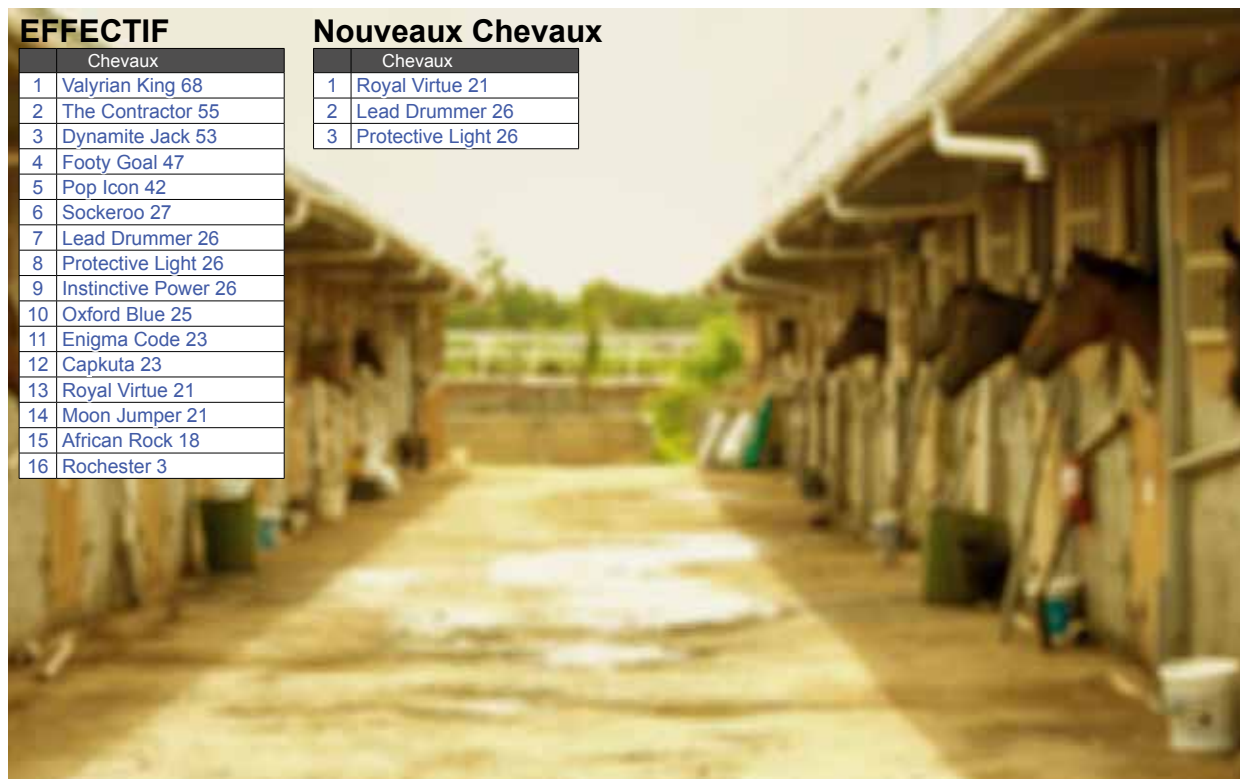 EFFECTIF
Chevaux
1 Valyrian King 68
2 The Contractor 55
3 Dynamite Jack 53
4 Footy Goal 47
5 Pop Icon 42
6 Sockeroo 27
7 Lead Drummer 26
8 Protective Light 26
9 Instinctive Power 26
10 Oxford Blue 25
11 Enigma Code 23
12 Capkuta 23
13 Royal Virtue 21
14 Moon Jumper 21
15 African Rock 18
16 Rochester 3
Nouveaux Chevaux
Chevaux
1 Royal Virtue 21
2 Lead Drummer 26
3 Protective Light 26